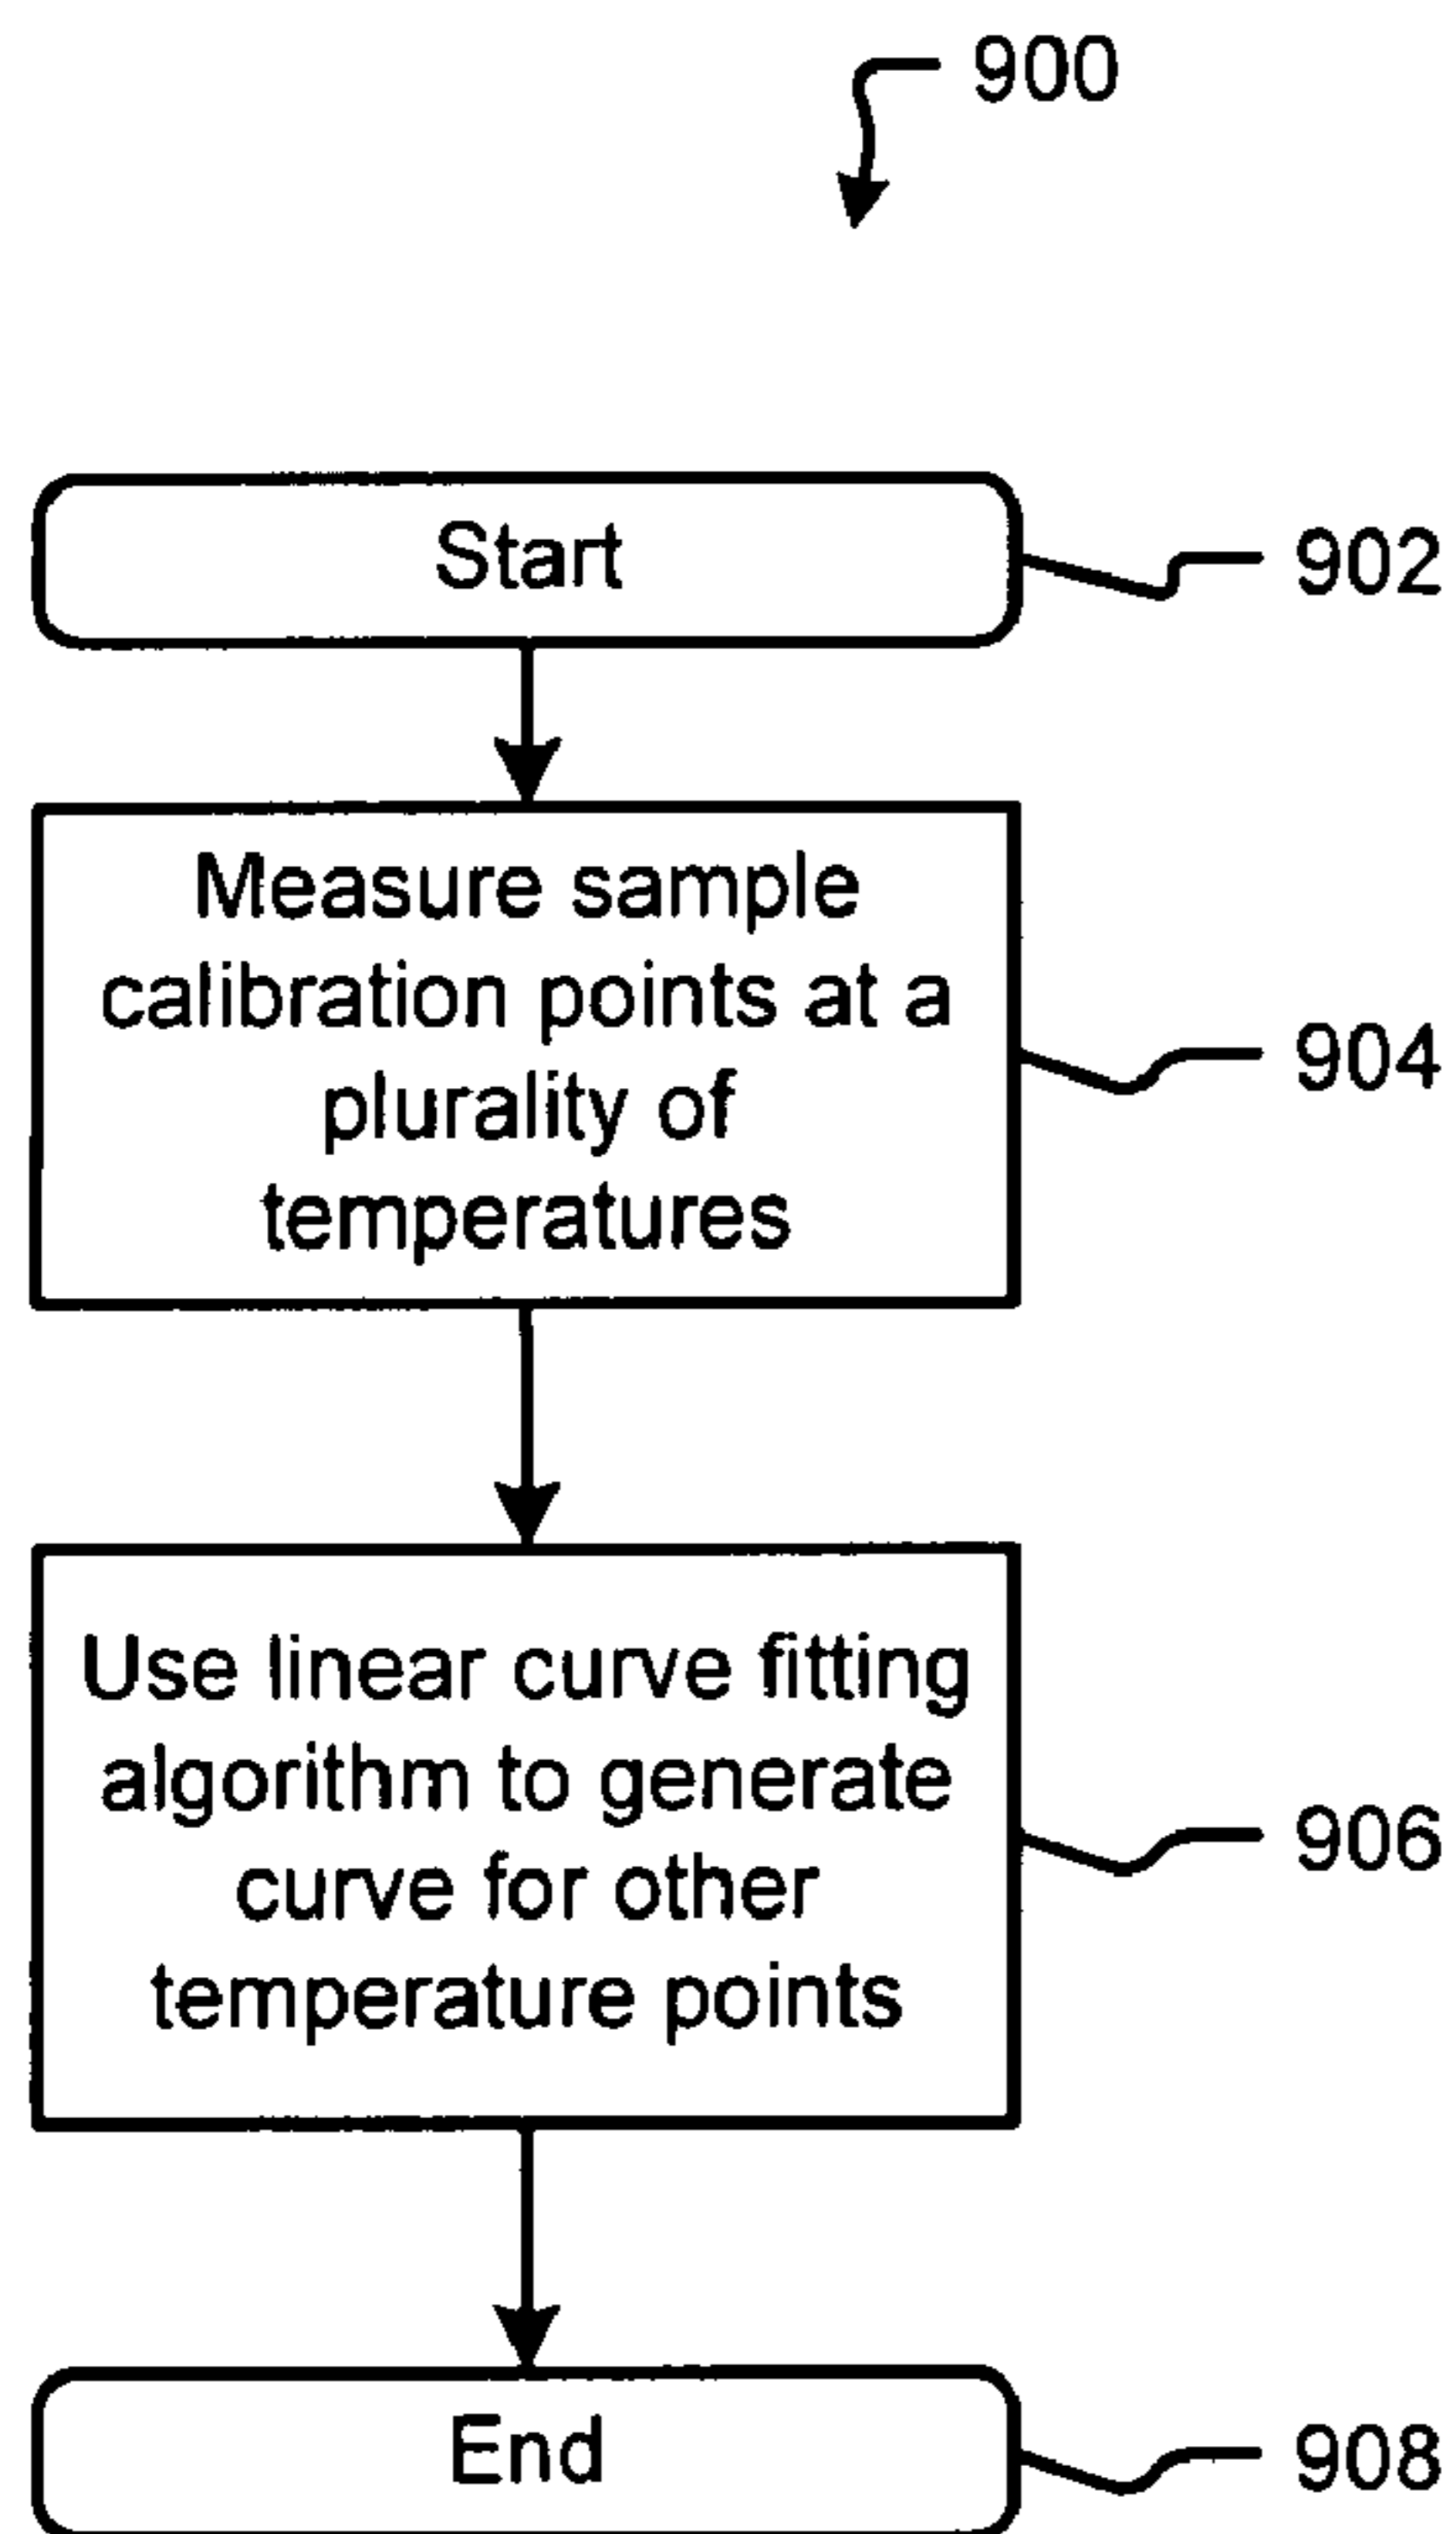 900
Start
902
Measure sample
calibration points at a
plurality of
temperatures
904
Use linear curve fitting
algorithm to generate
curve for other
temperature points
906
End
908